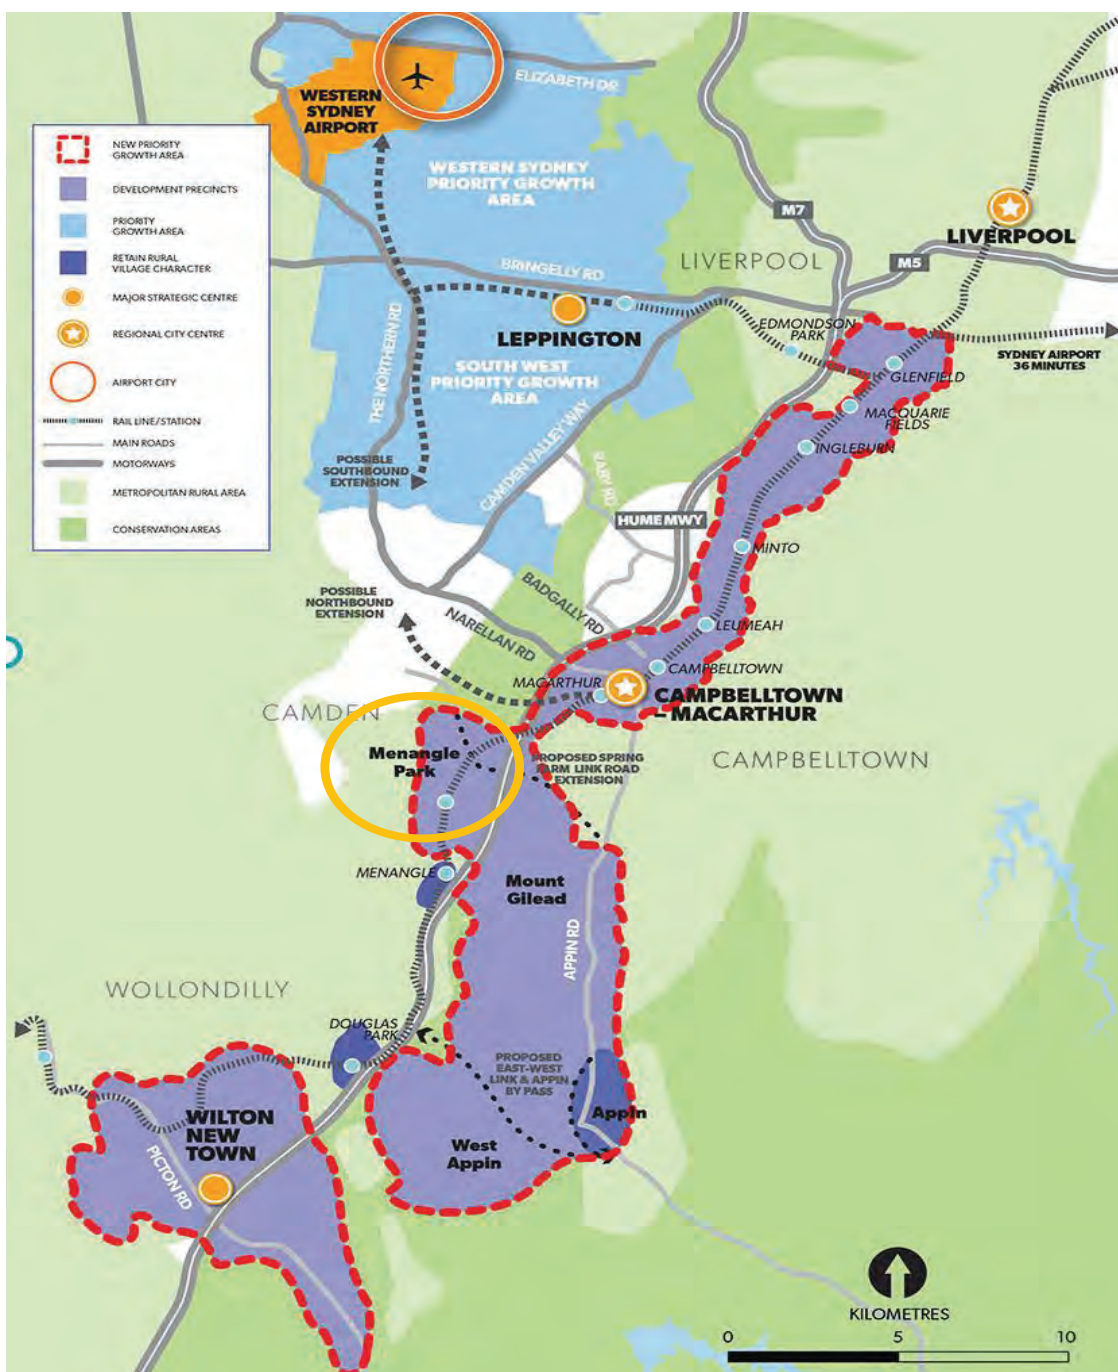 ELIZABETH DR
WESTERN
SYDNEY
AIRPORT
NEW PRIORITY
GROWTH AREA
DEVELOPMENT PRECINCTS
PRIORITY
GROWTH AREA
RETAIN RURAL
VILLAGE CHARACTER
MAJOR STRATEGIC CENTRE
REGIONAL CITY CENTRE
AIRPORT CITY
RAIL LINE/STATION
MAIN ROADS
MOTORWAYS
METROPOLITAN RURAL AREA
CONSERVATION AREAS
WESTERN SYDNEY
PRIORITY GROWTH
AREA
M7
LIVERPOOL
LIVERPOOL
M5
BRINGELLY RD
THE NORTHERN RD
LEPPINGTON
EDMONDSON
PARK
SYDNEY AIRPORT
36 MINUTES
GLENFIELD
SOUTH WEST
PRIORITY GROWTH
AREA
MACQUARIE
FIELDS
INGLEBURN
CAMDEN VALLEY WAY
POSSIBLE
SOUTHBOUND
EXTENSION
RABY RD
HUME MWY
MINTO
POSSIBLE
NORTHBOUND
EXTENSION
BADGALLY RD
NARELLAN RD
LEUMEAH
CAMPBELLTOWN
MACARTHUR
CAMPBELLTOWN
– MACARTHUR
CAMDEN
CAMPBELLTOWN
Menangle
Park
PROPOSED SPRING
FARM LINK ROAD
EXTENSION
MENANGLE
Mount
Gilead
APPIN RD
WOLLONDILLY
DOUGLAS
PARK
PROPOSED
EAST-WEST
LINK & APPIN
BY PASS
Appin
WILTON
NEW
TOWN
PICTON RD
West
Appin
KILOMETRES
0 5 10